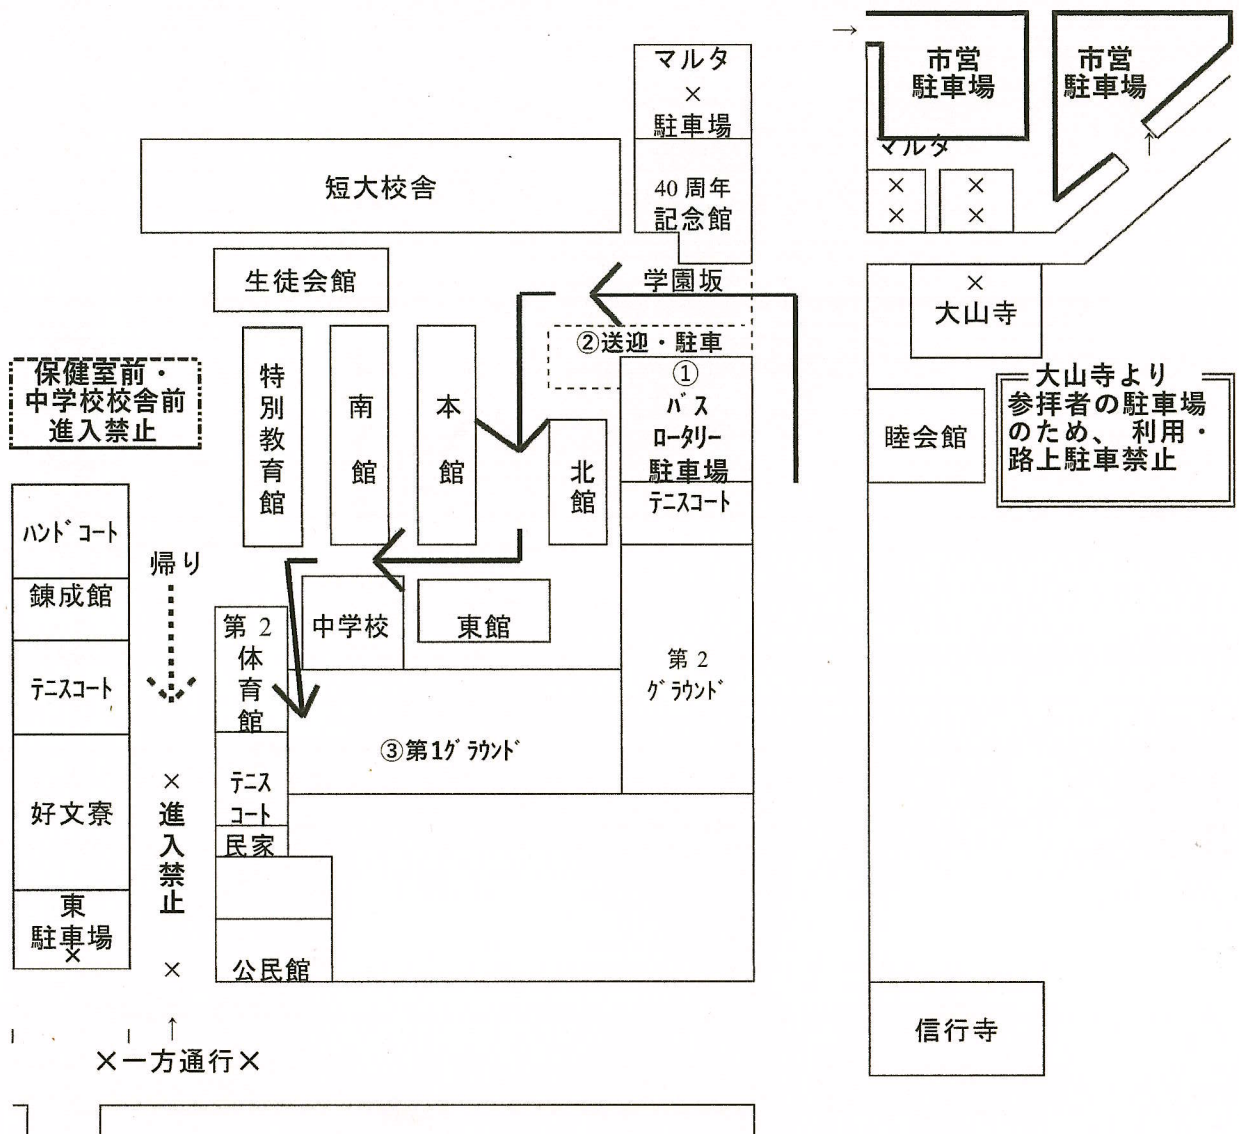 →
市営
駐車場
市営
駐車場
↑
マルタ
×
駐車場
マルタ
×
×
×
×
短大校舎
40周年
記念館
生徒会館
学園坂
×
大山寺
②送迎・駐車
①
バス
ロータリー
駐車場
テニスコート
保健室前・
中学校校舎前
進入禁止
特別教育館
南館
本館
北館
睦会館
大山寺より
参拝者の駐車場
のため、利用・
路上駐車禁止
ハンドコート
帰り
錬成館
中学校
東館
第2
体育館
第2
グラウンド
テニスコート
③第1グラウンド
好文寮
×
進入禁止
×
テニス
コート
民家
東
駐車場
×
公民館
信行寺
↑
×一方通行×